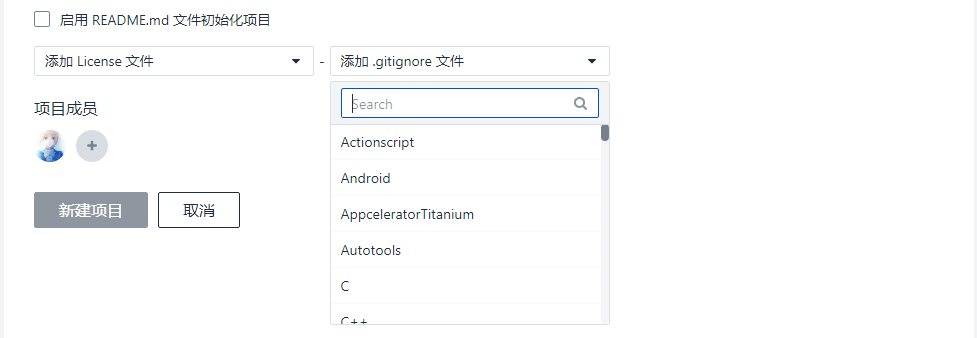 启用 README.md 文件初始化项目
添加 License 文件 - 添加 .gitignore 文件
Search
项目成员
Actionscript
Android
AppceleratorTitanium
新建项目 取消
Autotools
C
C++